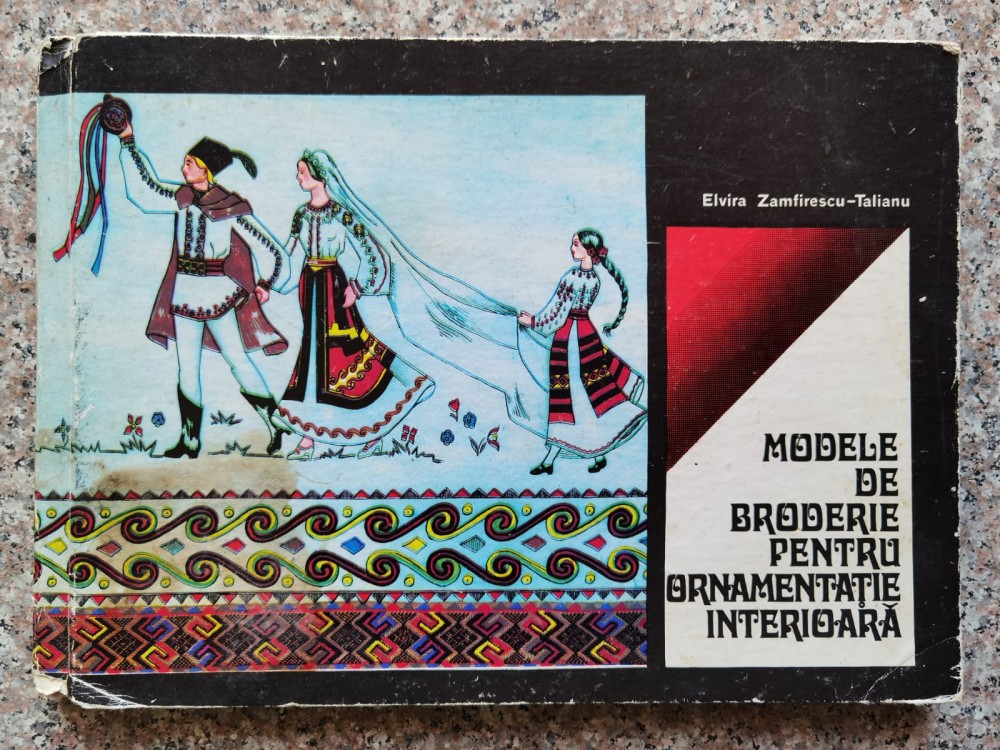 Elvira Zamfirescu-Talianu
MODELE
DE
BRODERIE
PENTRU
ORNAMENTAȚIE
INTERIOARĂ